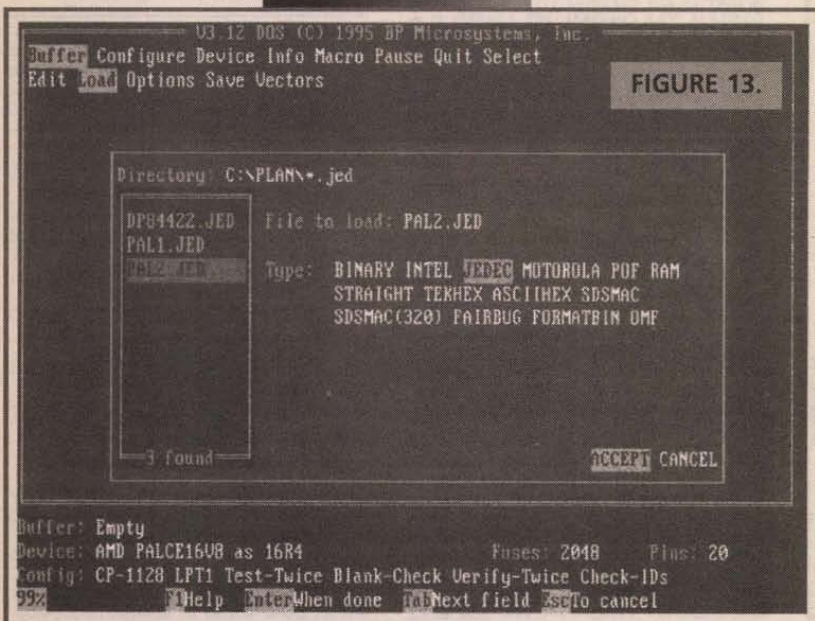 V3.12 DOS (C) 1995 BP Microsystems, Inc.
Buffer Configure Device Info Macro Pause Quit Select
Edit Load Options Save Vectors
FIGURE 13.
Directory: C:\PLAN\*.jed
DP84422.JED
PAL1.JED
PAL2.JED
3 found
File to load: PAL2.JED
Type: BINARY INTEL JEDEC MOTOROLA POF RAM
STRAIGHT TEKHEX ASCIIHEX SDSMAC
SDSMAC(320) FAIRBUG FORMATBIN OMF
ACCEPT CANCEL
Buffer: Empty
Device: AMD PALCE16V8 as 16R4 Fuses: 2048 Pins: 20
Config: CP-1128 LPT1 Test-Twice Blank-Check Verify-Twice Check-IDs
99% F1Help EnterWhen done TabNext field EscTo cancel